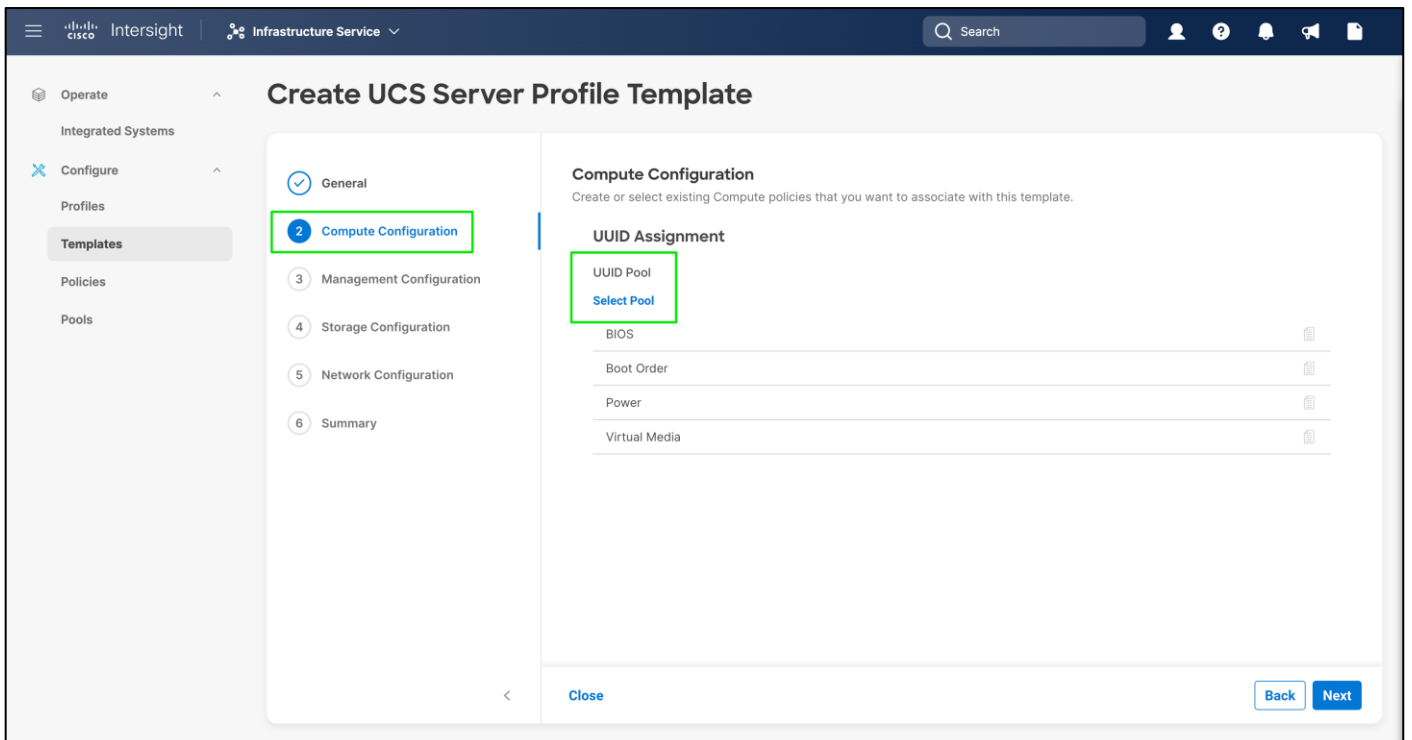 cisco Intersight Infrastructure Service Search
Operate
Integrated Systems
Configure
Profiles
Templates
Policies
Pools
Create UCS Server Profile Template
General
2 Compute Configuration
3 Management Configuration
4 Storage Configuration
5 Network Configuration
6 Summary
Compute Configuration
Create or select existing Compute policies that you want to associate with this template.
UUID Assignment
UUID Pool
Select Pool
BIOS
Boot Order
Power
Virtual Media
Close Back Next